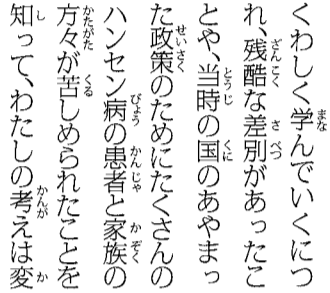 くわしく学んでいくにつ
れ、残酷な差別があったこ
とや、当時の国のあやまっ
た政策のためにたくさんの
ハンセン病の患者と家族の
方々が苦しめられたことを
知って、わたしの考えは変